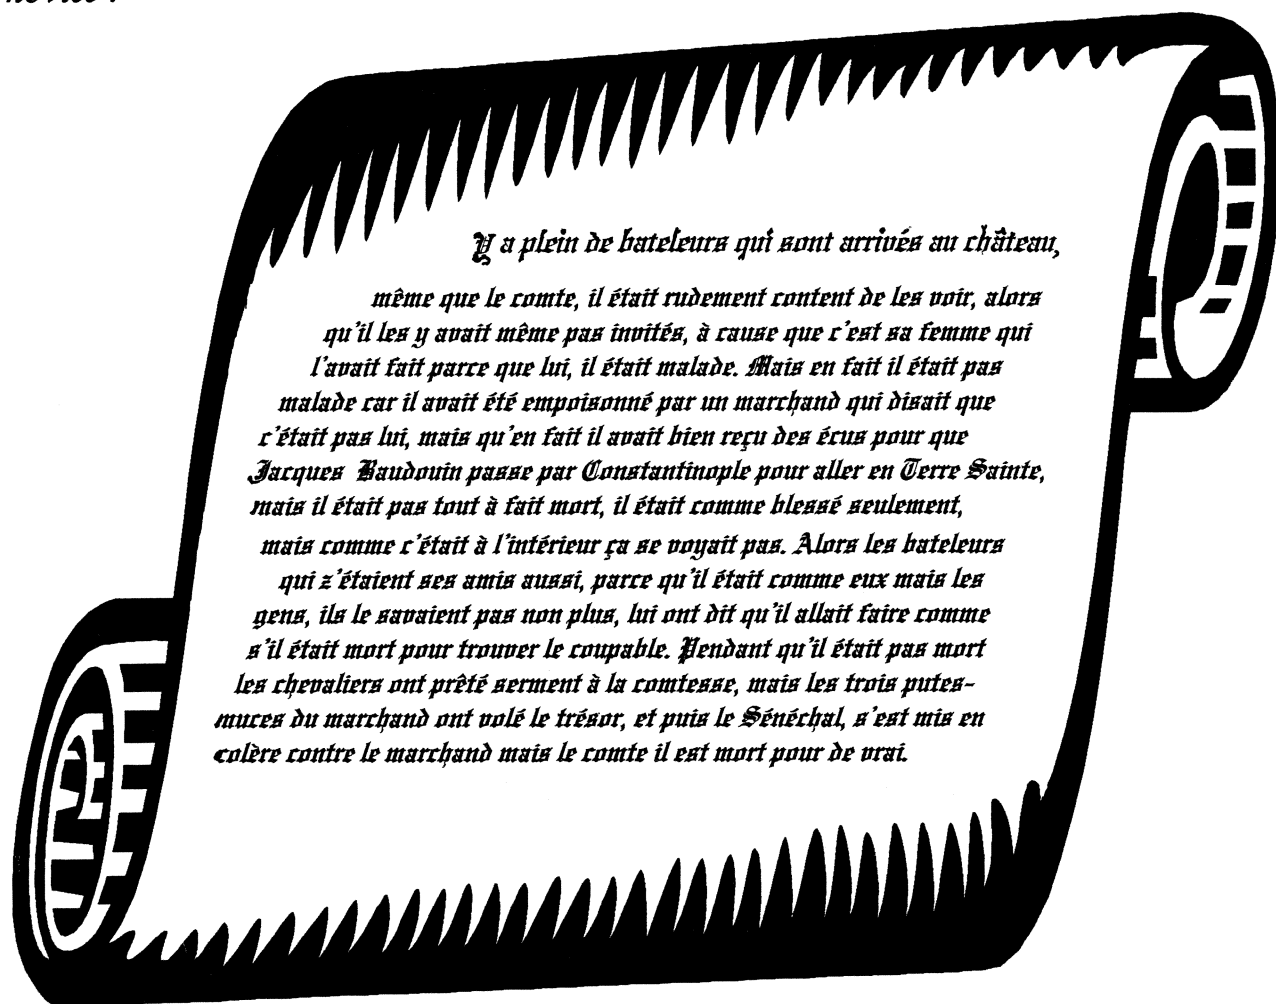 Y a plein de bateleurs qui sont arrivés au château,
même que le comte, il était rudement content de les voir, alors
qu'il les y avait même pas invités, à cause que c'est sa femme qui
l'avait fait parce que lui, il était malade. Mais en fait il était pas
malade car il avait été empoisonné par un marchand qui disait que
c'était pas lui, mais qu'en fait il avait bien reçu des écus pour que
Jacques Baudouin passe par Constantinople pour aller en Terre Sainte,
mais il était pas tout à fait mort, il était comme blessé seulement,
mais comme c'était à l'intérieur ça se voyait pas. Alors les bateleurs
qui z'étaient ses amis aussi, parce qu'il était comme eux mais les
gens, ils le savaient pas non plus, lui ont dit qu'il allait faire comme
s'il était mort pour trouver le coupable. Pendant qu'il était pas mort
les chevaliers ont prêté serment à la comtesse, mais les trois putes-
muces du marchand ont volé le trésor, et puis le Sénéchal, s'est mis en
colère contre le marchand mais le comte il est mort pour de vrai.